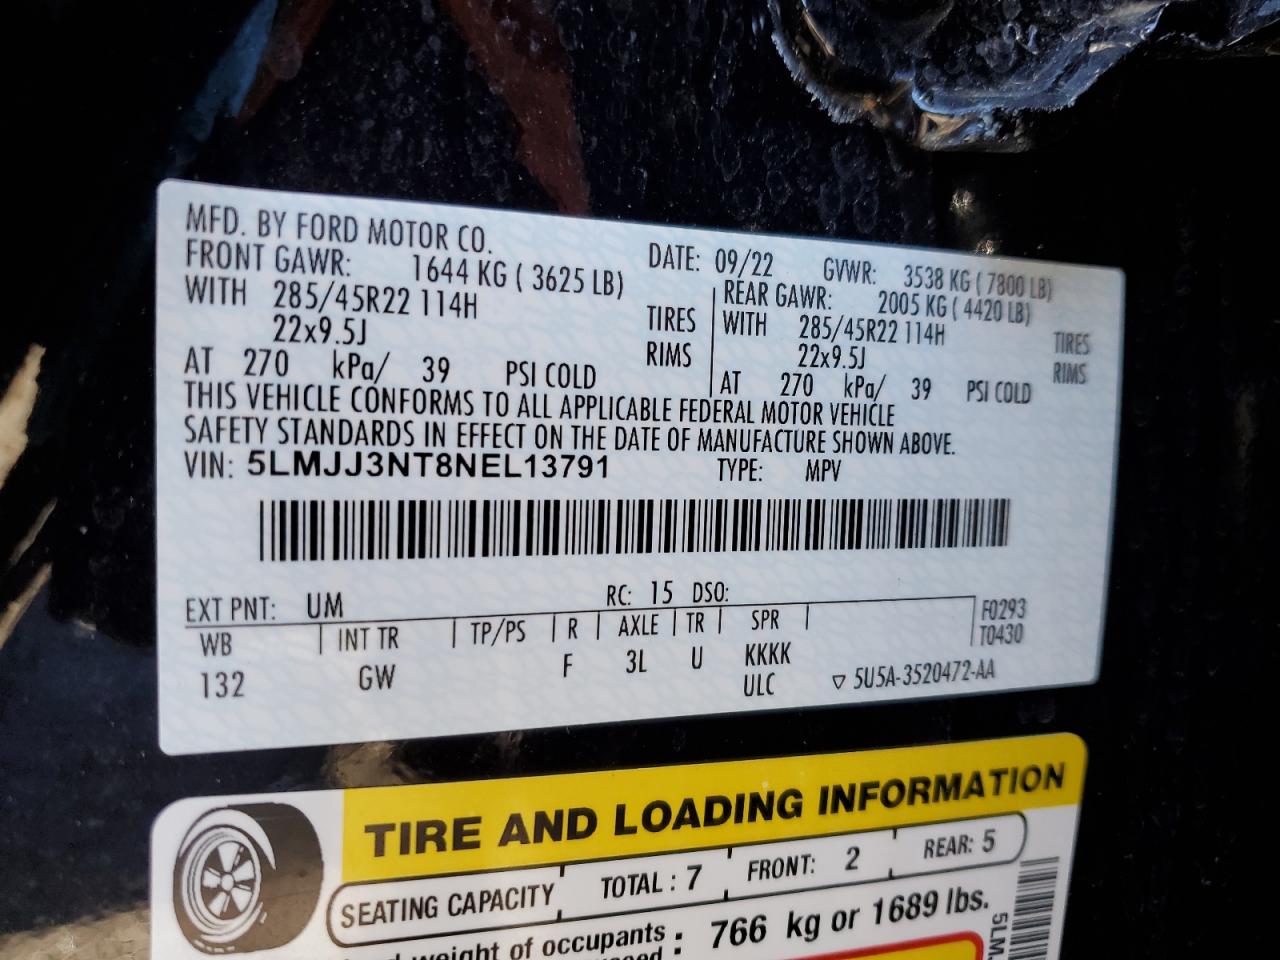 MFD. BY FORD MOTOR CO.
DATE: 09/22 GVWR: 3538 KG ( 7800 LB)
FRONT GAWR: 1644 KG ( 3625 LB)
WITH 285/45R22 114H TIRES
22x9.5J RIMS
AT 270 kPa/ 39 PSI COLD
REAR GAWR: 2005 KG ( 4420 LB)
WITH 285/45R22 114H TIRES
22x9.5J RIMS
AT 270 kPa/ 39 PSI COLD
THIS VEHICLE CONFORMS TO ALL APPLICABLE FEDERAL MOTOR VEHICLE
SAFETY STANDARDS IN EFFECT ON THE DATE OF MANUFACTURE SHOWN ABOVE.
VIN: 5LMJJ3NT8NEL13791 TYPE: MPV
EXT PNT: UM RC: 15 DSO:
WB INT TR TP/PS R AXLE TR SPR F0293
T0430
132 GW F 3L U KKKK
ULC ▽ 5U5A-3520472-AA
TIRE AND LOADING INFORMATION
SEATING CAPACITY TOTAL : 7 FRONT: 2 REAR: 5
weight of occupants : 766 kg or 1689 lbs.
5LM